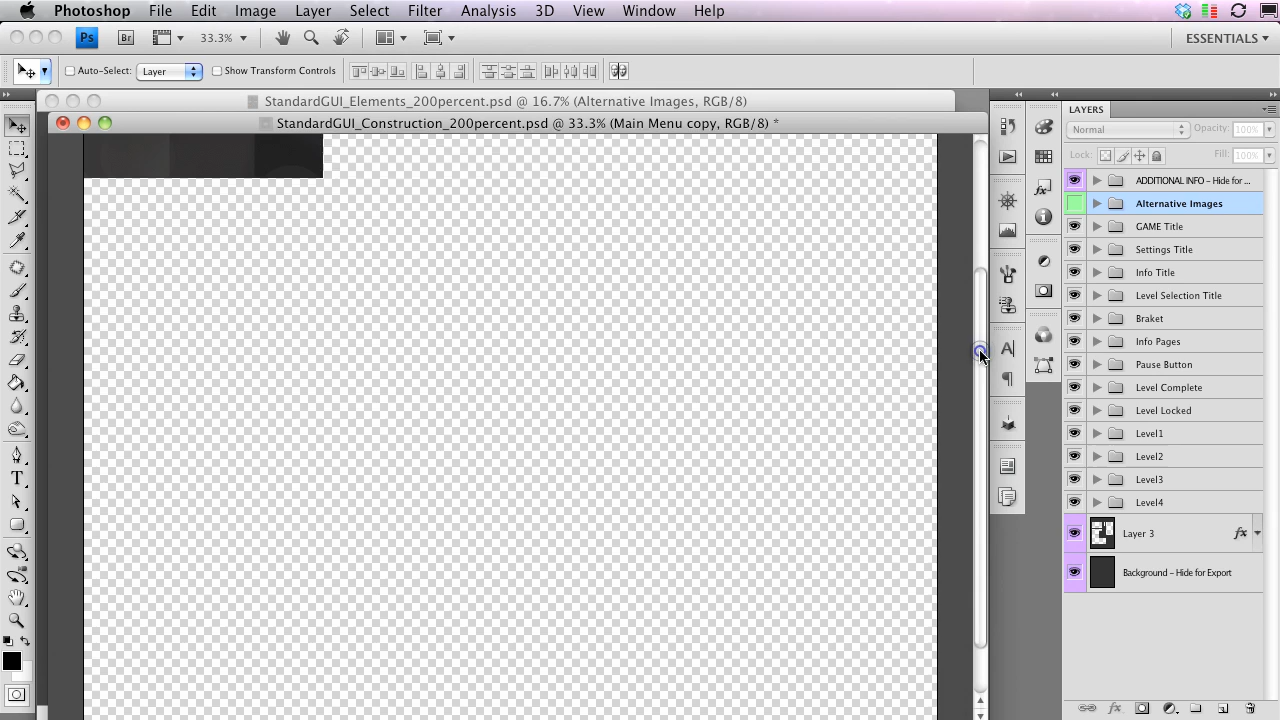 Photoshop File Edit Image Layer Select Filter Analysis 3D View Window Help
Ps Br 33.3% ESSENTIALS
Auto-Select: Layer Show Transform Controls
StandardGUI_Elements_200percent.psd @ 16.7% (Alternative Images, RGB/8)
StandardGUI_Construction_200percent.psd @ 33.3% (Main Menu copy, RGB/8) *
LAYERS
Normal Opacity: 100%
Lock: Fill: 100%
ADDITIONAL INFO – Hide for ...
Alternative Images
GAME Title
Settings Title
Info Title
Level Selection Title
Braket
Info Pages
Pause Button
Level Complete
Level Locked
Level1
Level2
Level3
Level4
Layer 3 fx
Background – Hide for Export